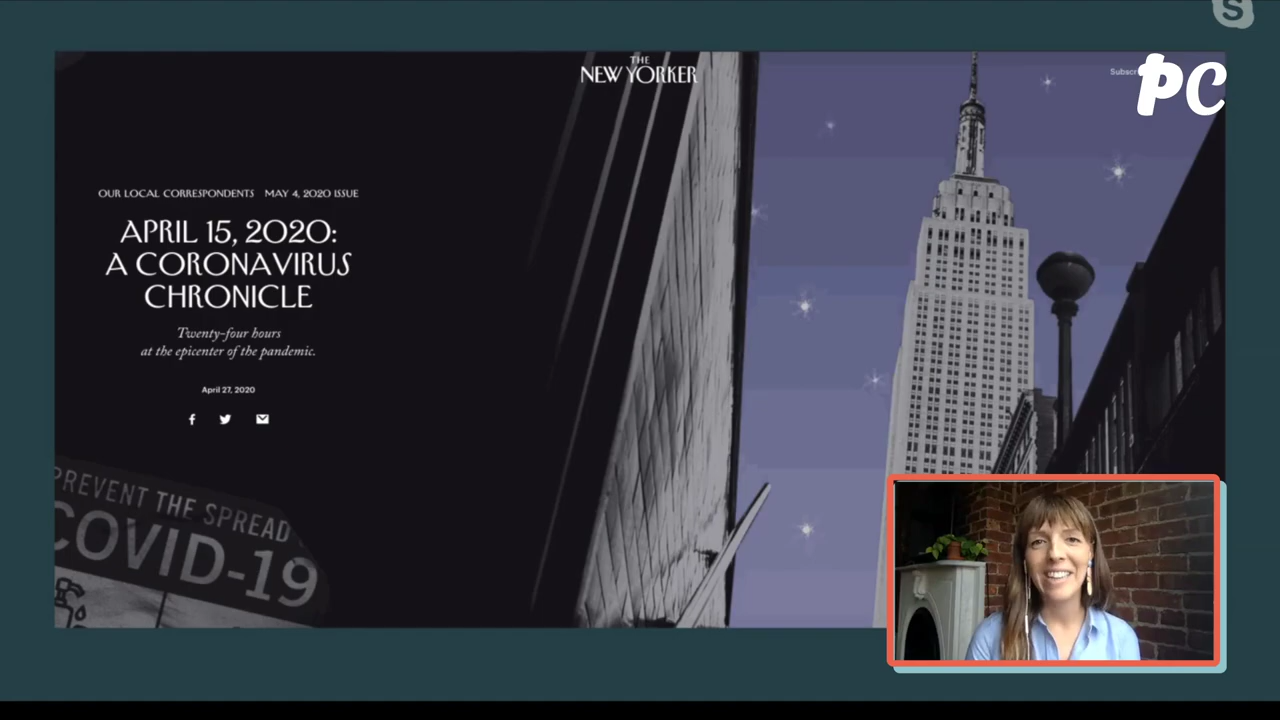 S
THE
NEW YORKER
PC
OUR LOCAL CORRESPONDENTS MAY 4, 2020 ISSUE
APRIL 15, 2020:
A CORONAVIRUS
CHRONICLE
Twenty-four hours
at the epicenter of the pandemic.
April 27, 2020
PREVENT THE SPREAD
COVID-19